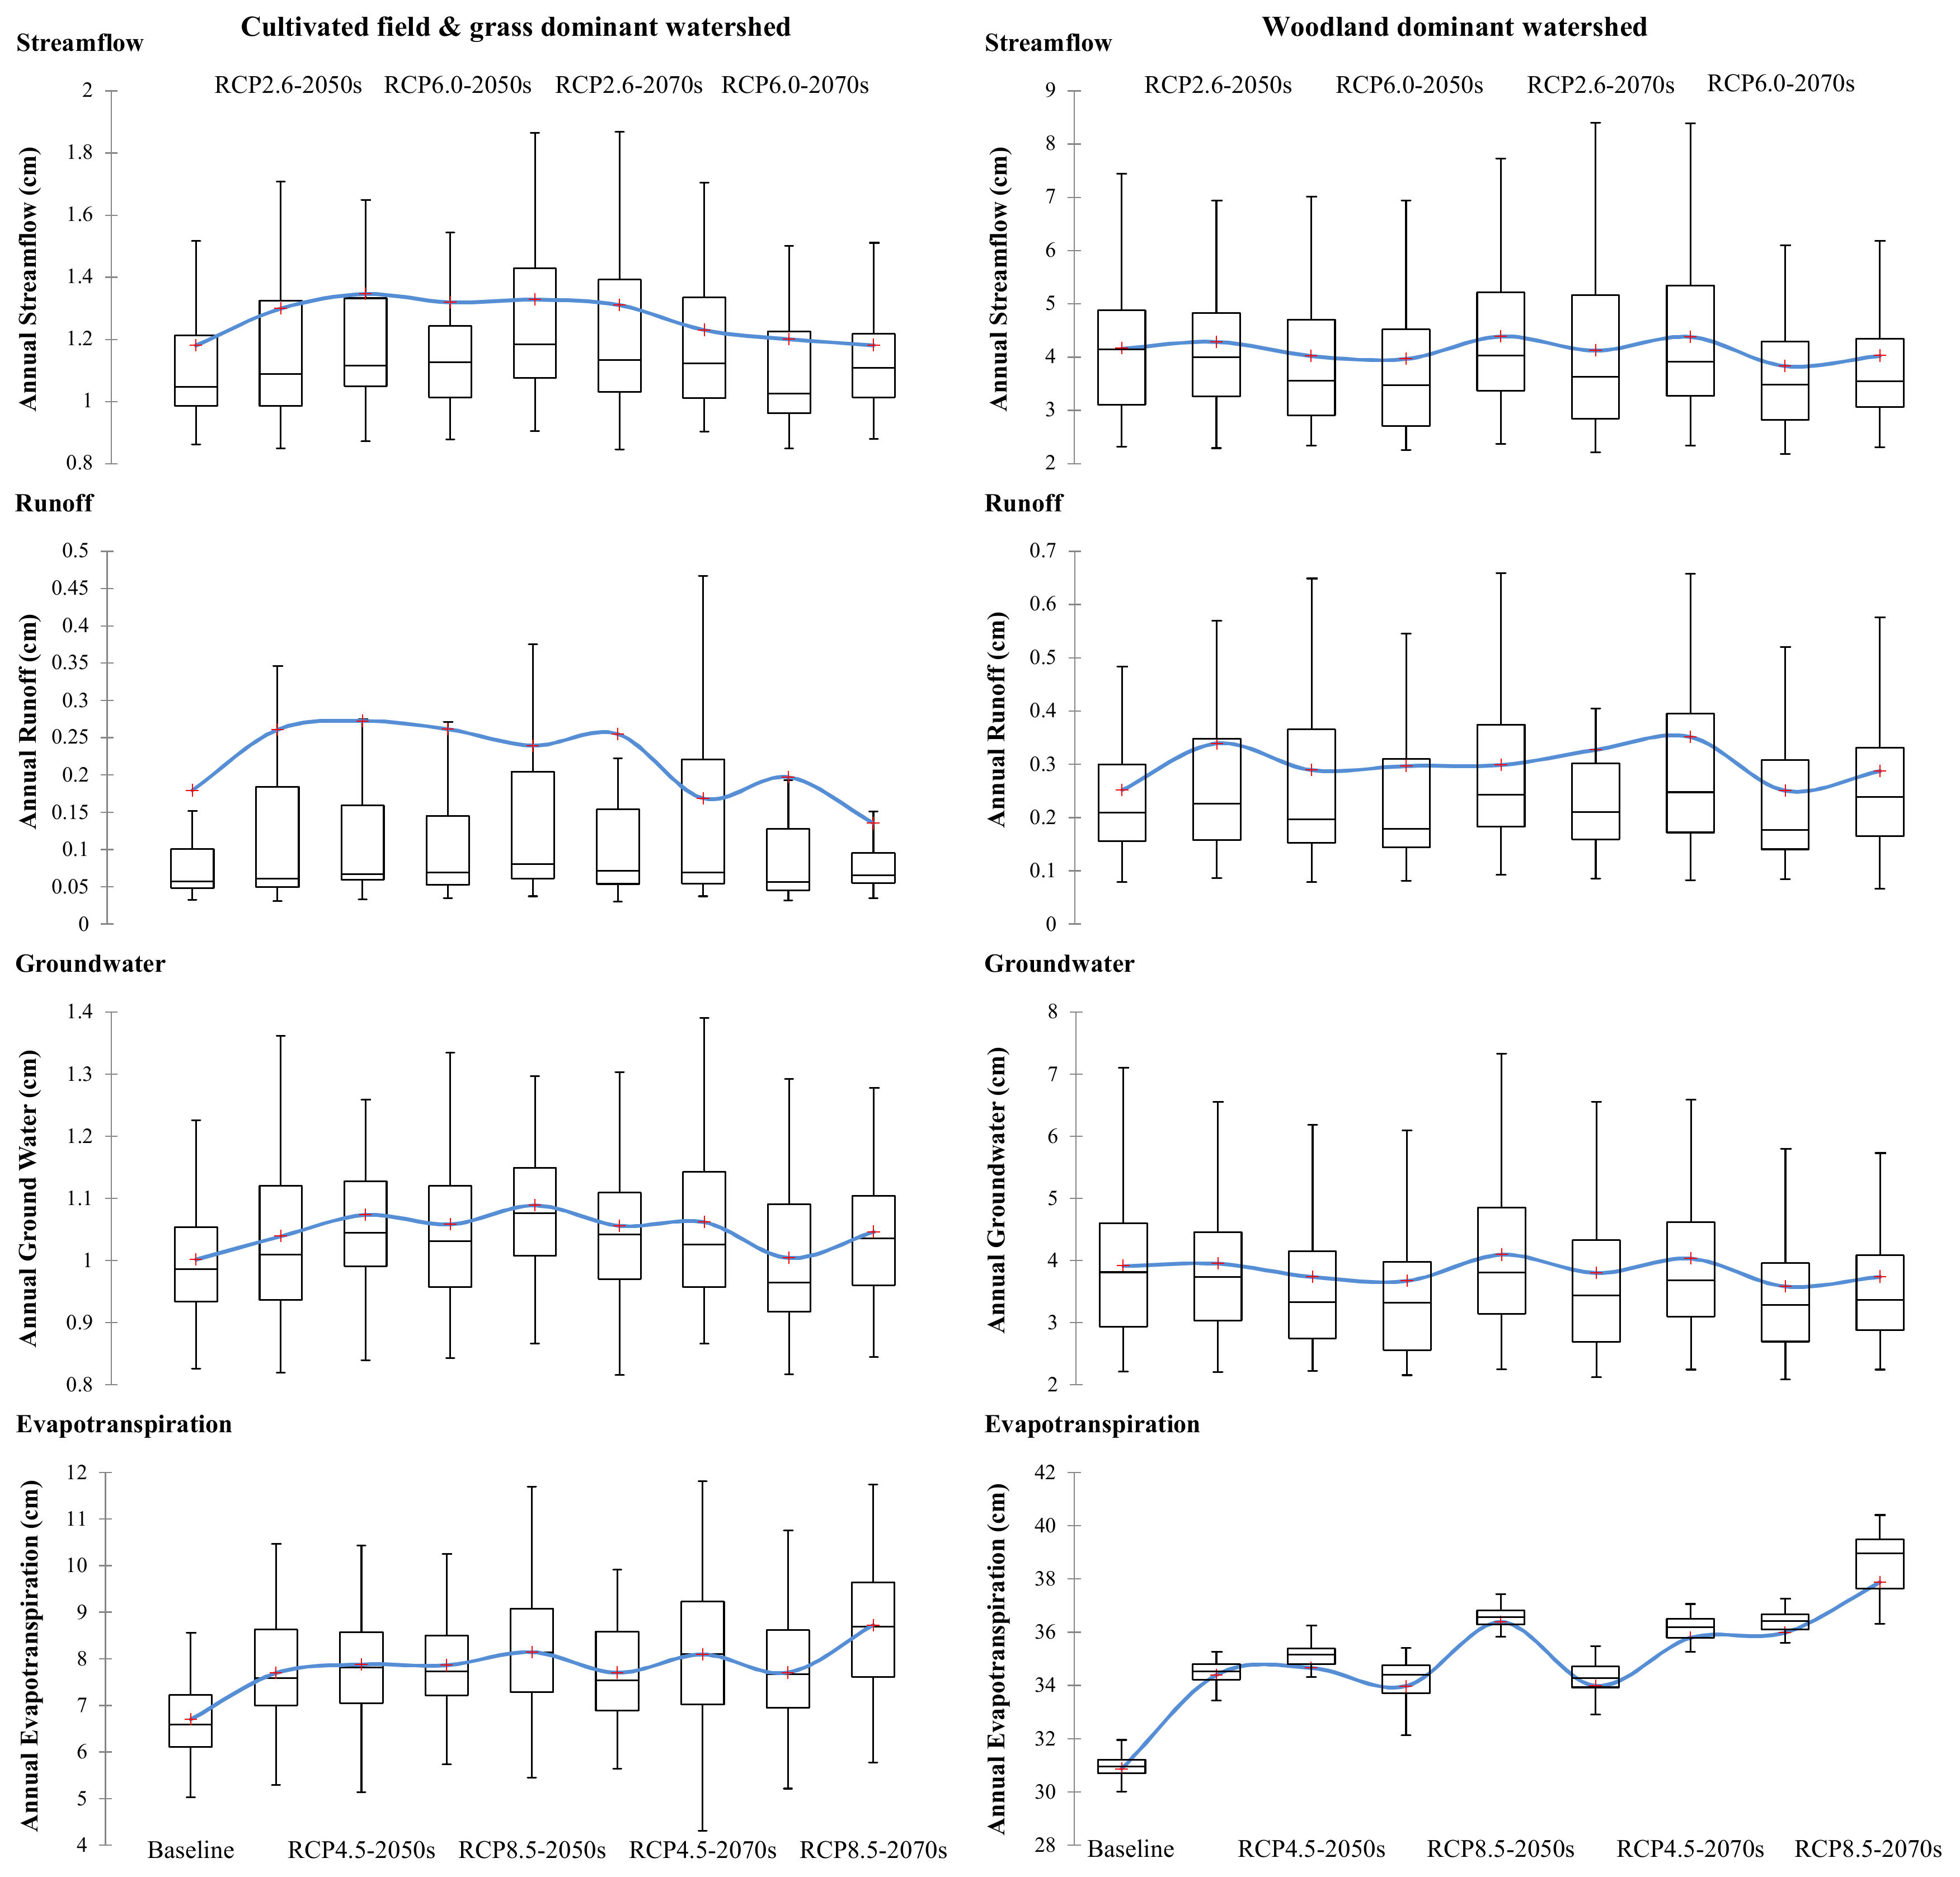 Cultivated field & grass dominant watershed
Streamflow
RCP2.6-2050s RCP6.0-2050s RCP2.6-2070s RCP6.0-2070s
Annual Streamflow (cm)
2
1.8
1.6
1.4
1.2
1
0.8
Woodland dominant watershed
Streamflow
RCP2.6-2050s RCP6.0-2050s RCP2.6-2070s RCP6.0-2070s
Annual Streamflow (cm)
9
8
7
6
5
4
3
2
Runoff
Annual Runoff (cm)
0.5
0.45
0.4
0.35
0.3
0.25
0.2
0.15
0.1
0.05
0
Runoff
Annual Runoff (cm)
0.7
0.6
0.5
0.4
0.3
0.2
0.1
0
Groundwater
Annual Ground Water (cm)
1.4
1.3
1.2
1.1
1
0.9
0.8
Groundwater
Annual Groundwater (cm)
8
7
6
5
4
3
2
Evapotranspiration
Annual Evapotranspiration (cm)
12
11
10
9
8
7
6
5
4
Baseline RCP4.5-2050s RCP8.5-2050s RCP4.5-2070s RCP8.5-2070s
Evapotranspiration
Annual Evapotranspiration (cm)
42
40
38
36
34
32
30
28
Baseline RCP4.5-2050s RCP8.5-2050s RCP4.5-2070s RCP8.5-2070s